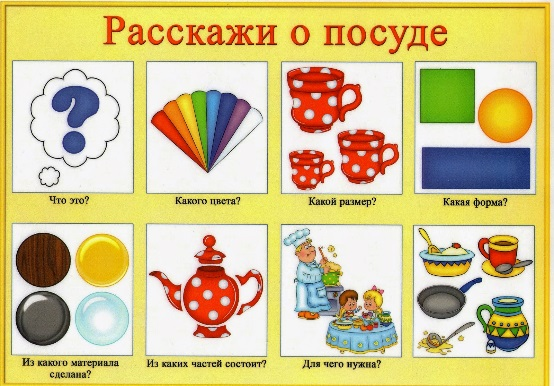 Расскажи о посуде
Что это?
Какого цвета?
Какой размер?
Какая форма?
Из какого материала
сделана?
Из каких частей состоит?
Для чего нужна?